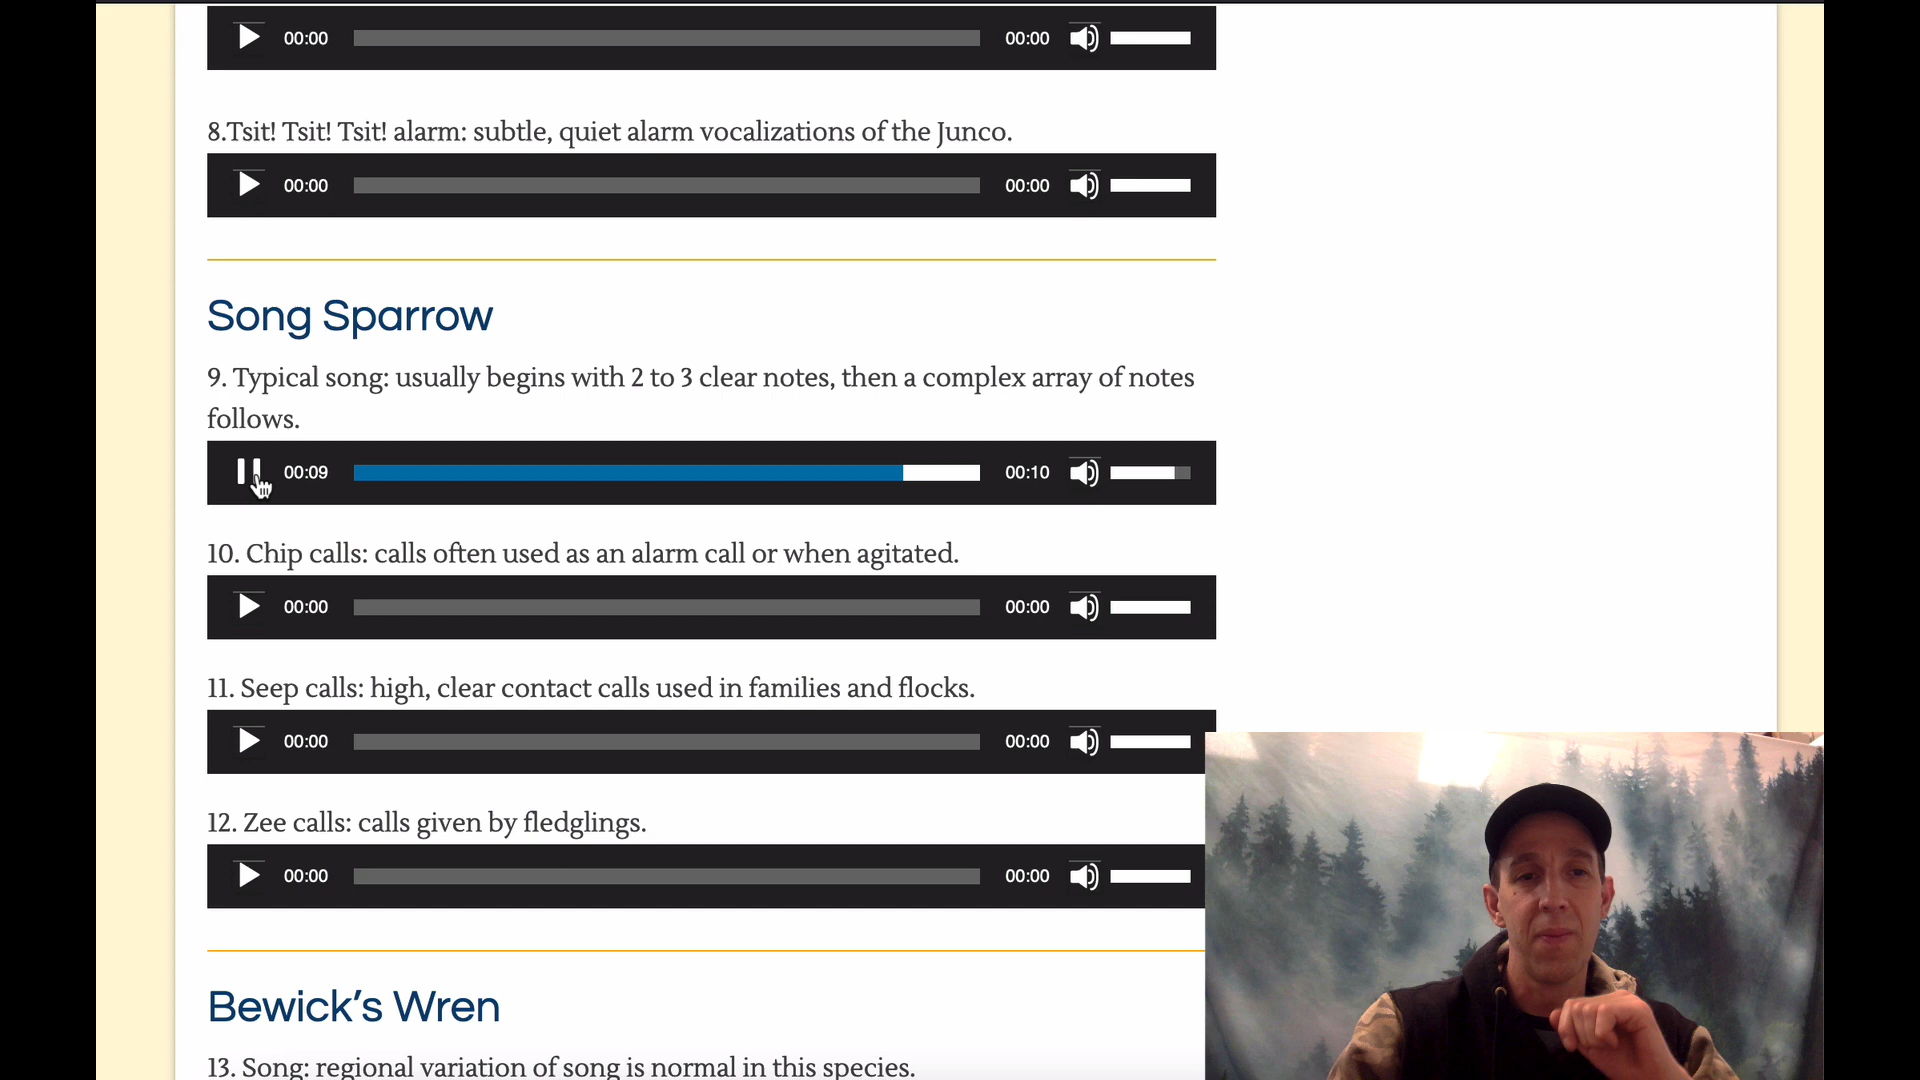 00:00 00:00
8.Tsit! Tsit! Tsit! alarm: subtle, quiet alarm vocalizations of the Junco.
00:00 00:00
Song Sparrow
9. Typical song: usually begins with 2 to 3 clear notes, then a complex array of notes
follows.
00:09 00:10
10. Chip calls: calls often used as an alarm call or when agitated.
00:00 00:00
11. Seep calls: high, clear contact calls used in families and flocks.
00:00 00:00
12. Zee calls: calls given by fledglings.
00:00 00:00
Bewick’s Wren
13. Song: regional variation of song is normal in this species.